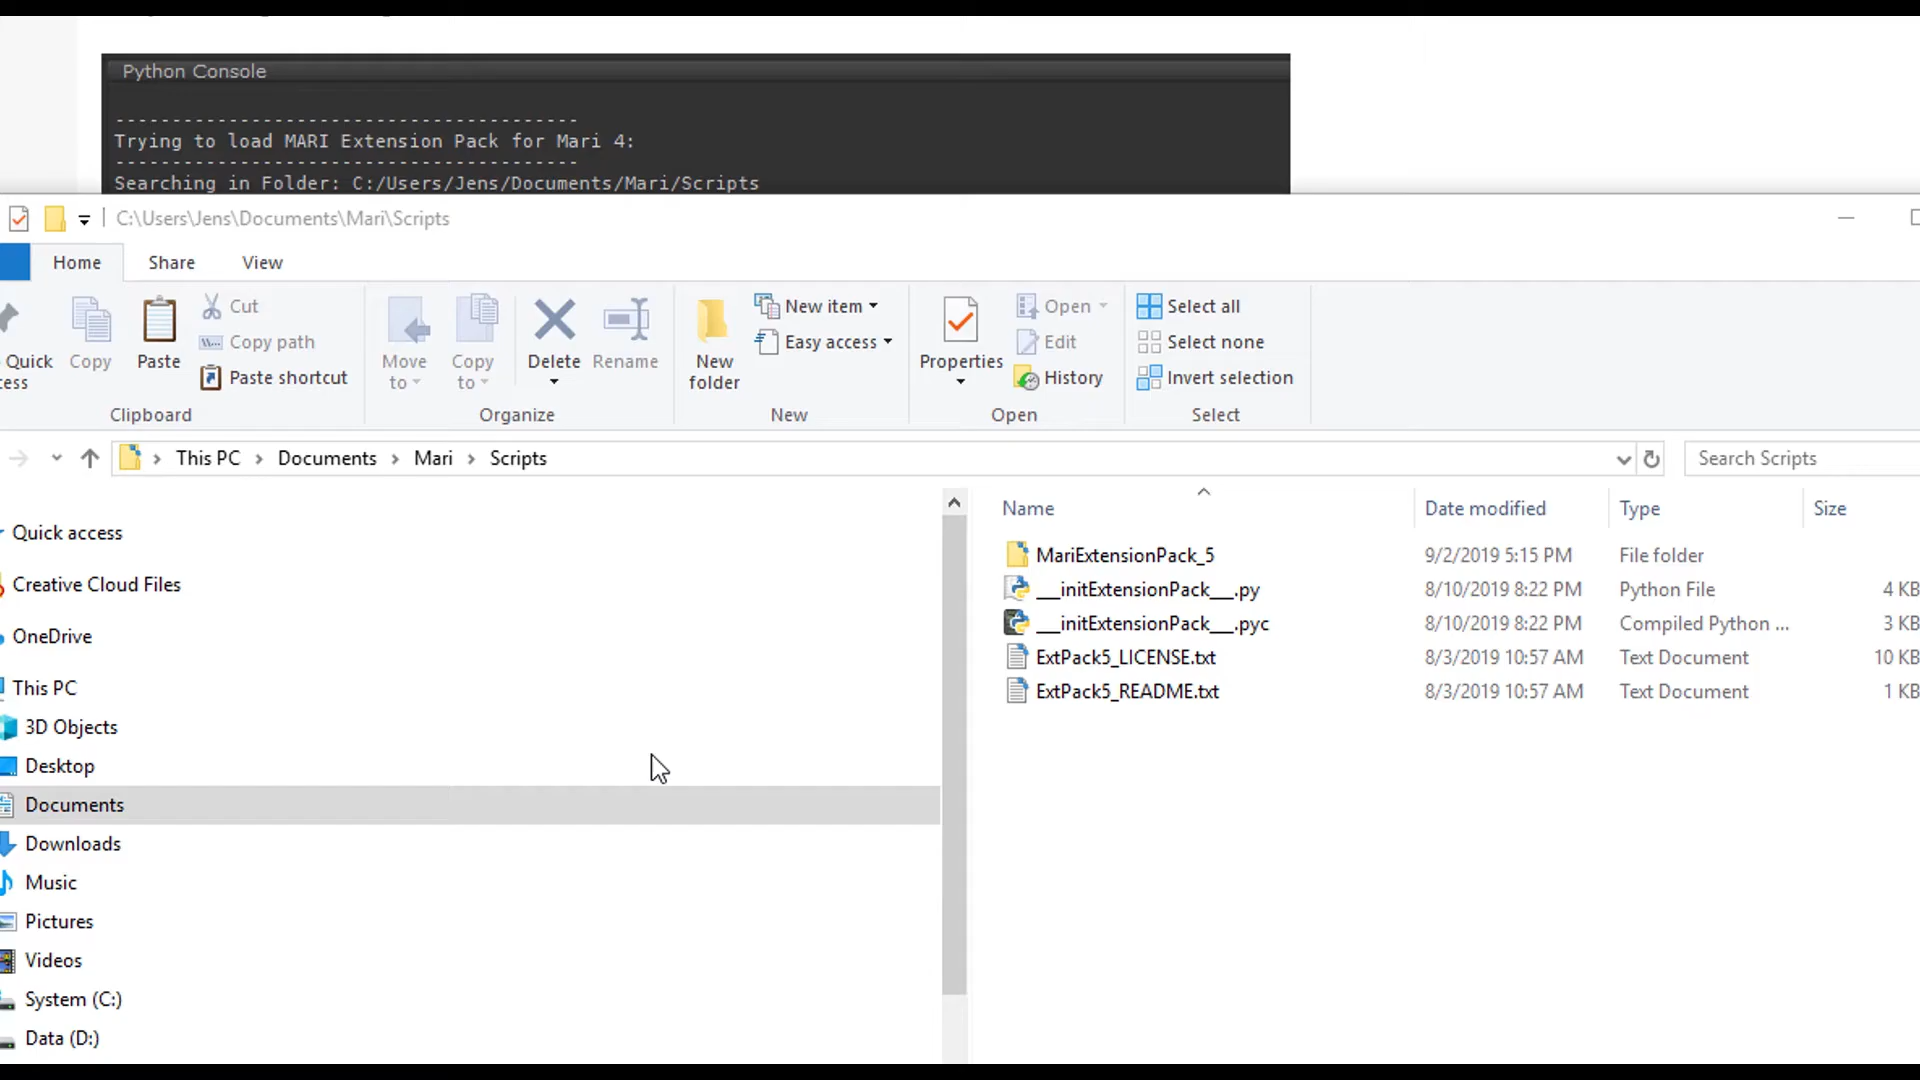 Python Console
-----------------------------------------
Trying to load MARI Extension Pack for Mari 4:
-----------------------------------------
Searching in Folder: C:/Users/Jens/Documents/Mari/Scripts
C:\Users\Jens\Documents\Mari\Scripts
Home Share View
Quick
cess
Copy
Paste
Cut
Copy path
Paste shortcut
Clipboard
Move
to
Copy
to
Delete
Rename
Organize
New
folder
New item
Easy access
New
Properties
Open
Edit
History
Open
Select all
Select none
Invert selection
Select
This PC > Documents > Mari > Scripts
Search Scripts
Quick access
Creative Cloud Files
OneDrive
This PC
3D Objects
Desktop
Documents
Downloads
Music
Pictures
Videos
System (C:)
Data (D:)
Name Date modified Type Size
MariExtensionPack_5 9/2/2019 5:15 PM File folder
__initExtensionPack__.py 8/10/2019 8:22 PM Python File 4 KB
__initExtensionPack__.pyc 8/10/2019 8:22 PM Compiled Python ... 3 KB
ExtPack5_LICENSE.txt 8/3/2019 10:57 AM Text Document 10 KB
ExtPack5_README.txt 8/3/2019 10:57 AM Text Document 1 KB